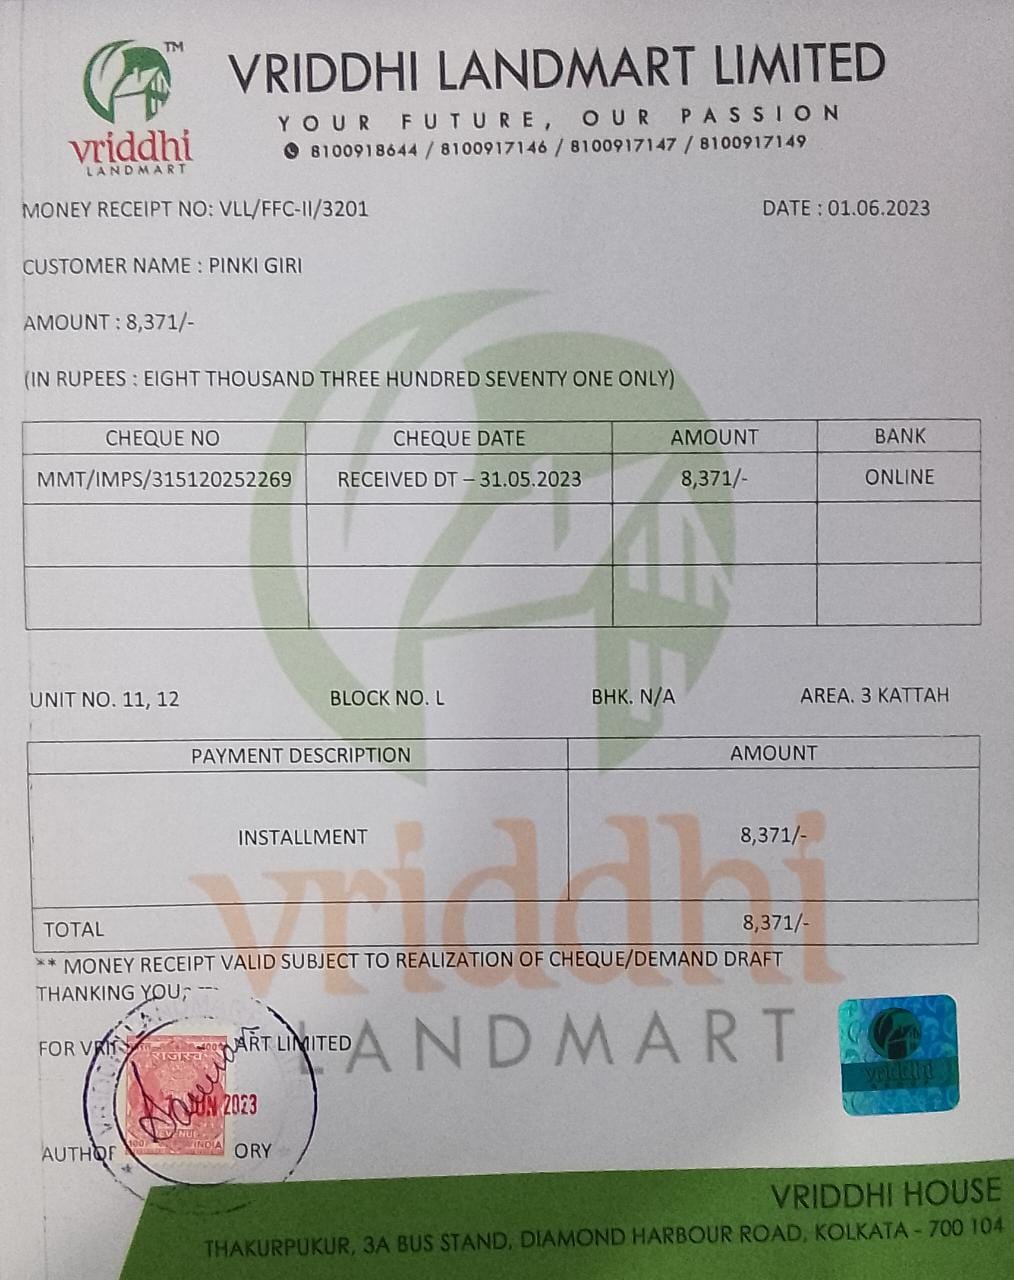 TM
vriddhi
LANDMART
VRIDDHI LANDMART LIMITED
YOUR FUTURE, OUR PASSION
8100918644 / 8100917146 / 8100917147 / 8100917149
MONEY RECEIPT NO: VLL/FFC-II/3201 DATE : 01.06.2023
CUSTOMER NAME : PINKI GIRI
AMOUNT : 8,371/-
(IN RUPEES : EIGHT THOUSAND THREE HUNDRED SEVENTY ONE ONLY)
CHEQUE NO CHEQUE DATE AMOUNT BANK
MMT/IMPS/315120252269 RECEIVED DT – 31.05.2023 8,371/- ONLINE
UNIT NO. 11, 12 BLOCK NO. L BHK. N/A AREA. 3 KATTAH
PAYMENT DESCRIPTION AMOUNT
INSTALLMENT 8,371/-
TOTAL 8,371/-
vriddhi
LANDMART
** MONEY RECEIPT VALID SUBJECT TO REALIZATION OF CHEQUE/DEMAND DRAFT
THANKING YOU,
FOR VRI ART LIMITED
राजस्व
JUN 2023
INDIA
AUTHOR ORY
vriddhi
VRIDDHI HOUSE
THAKURPUKUR, 3A BUS STAND, DIAMOND HARBOUR ROAD, KOLKATA - 700 104